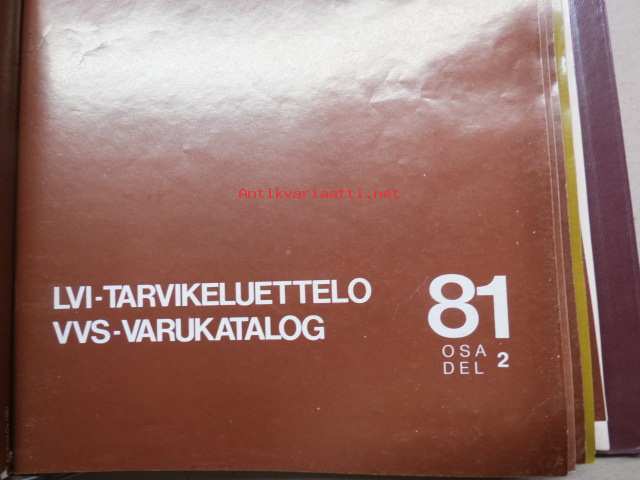 Antikvariaatti.net
LVI-TARVIKELUETTELO
VVS-VARUKATALOG
81
OSA
DEL 2